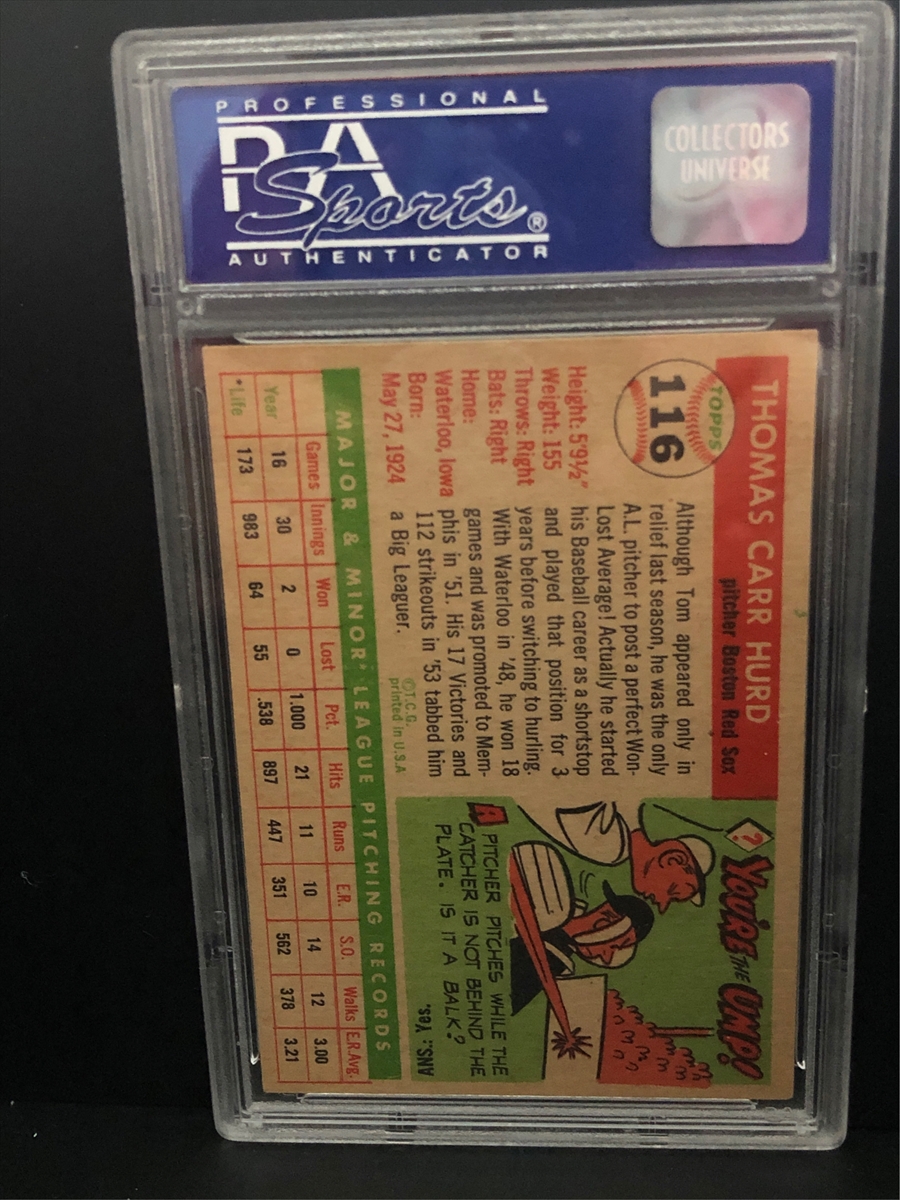 PROFESSIONAL
PSA
Sports®
AUTHENTICATOR
COLLECTORS
UNIVERSE
TOPPS
116
THOMAS CARR HURD
pitcher Boston Red Sox
Height: 5'9½"
Weight: 155
Throws: Right
Bats: Right
Home:
Waterloo, Iowa
Born:
May 27, 1924
Although Tom appeared only in
relief last season, he was the only
A.L. pitcher to post a perfect Won-
Lost Average! Actually he started
his Baseball career as a shortstop
and played that position for 3
years before switching to hurling.
With Waterloo in '48, he won 18
games and was promoted to Mem-
phis in '51. His 17 Victories and
112 strikeouts in '53 tabbed him
a Big Leaguer.
©T.C.G.
printed in U.S.A
? YOU'RE THE UMP!
A PITCHER PITCHES WHILE THE
CATCHER IS NOT BEHIND THE
PLATE. IS IT A BALK?
ANS.: Yes.
MAJOR & MINOR* LEAGUE PITCHING RECORDS
Games Innings Won Lost Pct. Hits Runs E.R. S.O. Walks E.R.Avg.
Year 16 30 2 0 1.000 21 11 10 14 12 3.00
*Life 173 983 64 55 .538 897 447 351 562 378 3.21